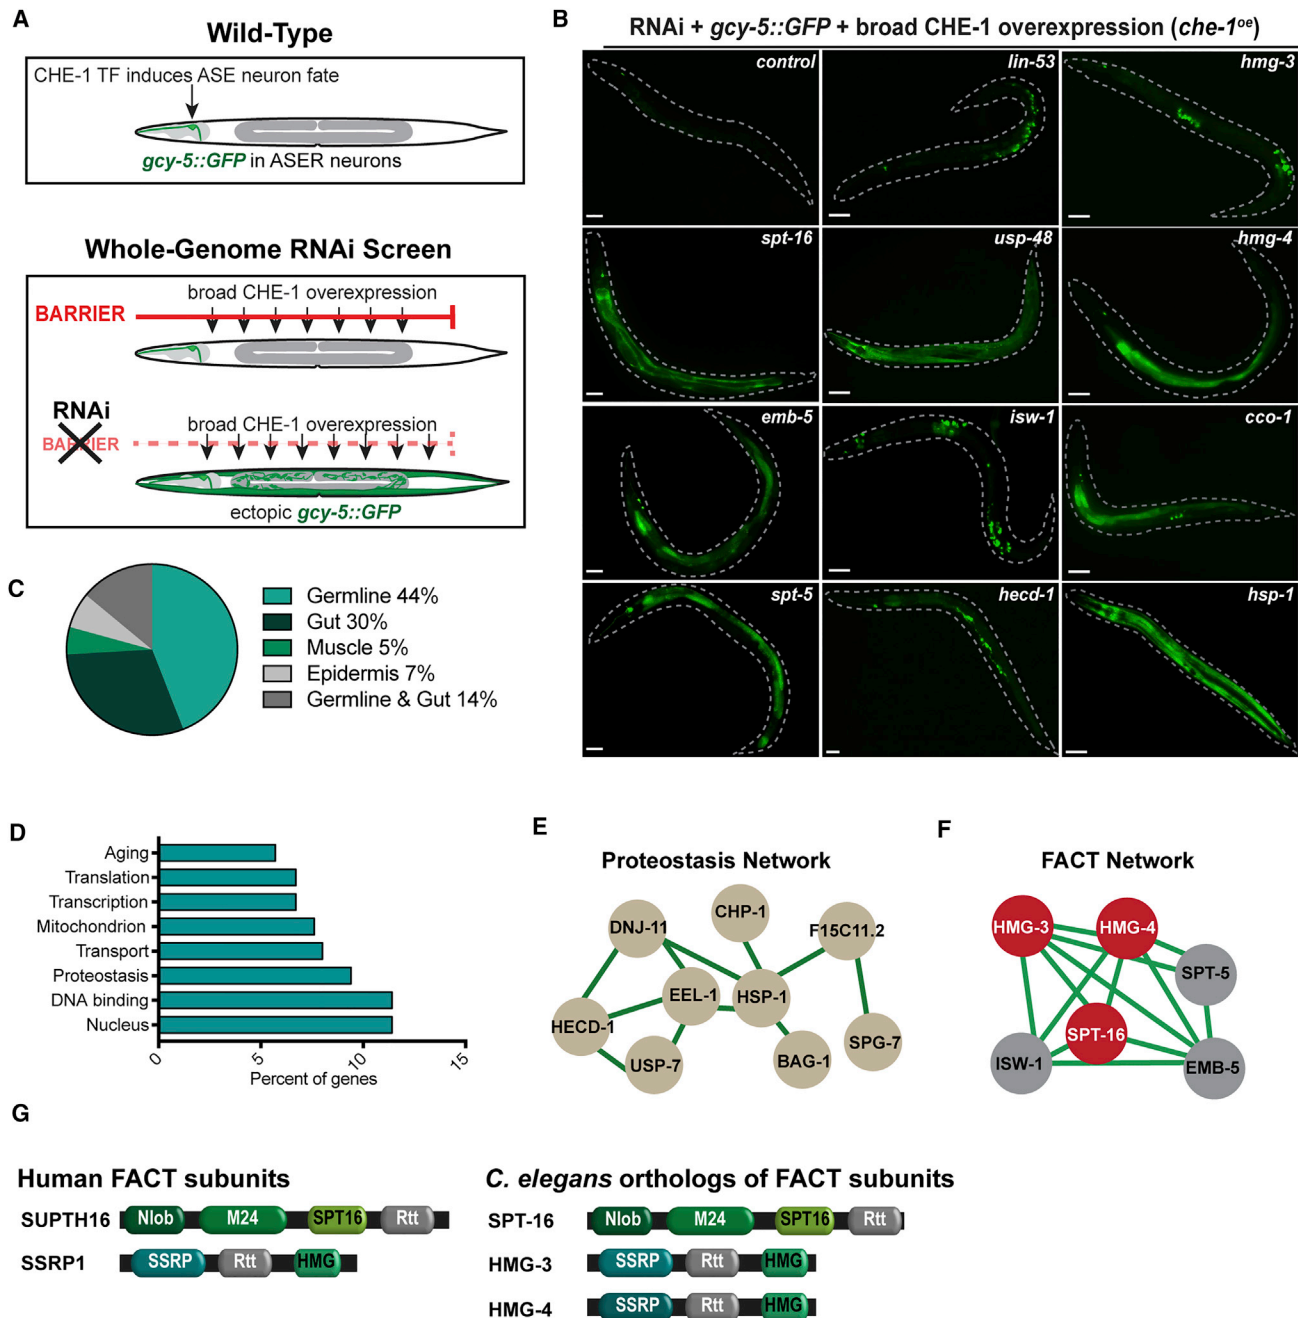 A
Wild-Type
CHE-1 TF induces ASE neuron fate
gcy-5::GFP in ASER neurons
Whole-Genome RNAi Screen
broad CHE-1 overexpression
BARRIER
RNAi
BARRIER
broad CHE-1 overexpression
ectopic gcy-5::GFP
B
RNAi + gcy-5::GFP + broad CHE-1 overexpression (che-1oe)
control
lin-53
hmg-3
spt-16
usp-48
hmg-4
emb-5
isw-1
cco-1
spt-5
hecd-1
hsp-1
C
Germline 44%
Gut 30%
Muscle 5%
Epidermis 7%
Germline & Gut 14%
D
Aging
Translation
Transcription
Mitochondrion
Transport
Proteostasis
DNA binding
Nucleus
0 5 10 15
Percent of genes
E
Proteostasis Network
CHP-1
DNJ-11
F15C11.2
EEL-1
HSP-1
HECD-1
USP-7
BAG-1
SPG-7
F
FACT Network
HMG-3
HMG-4
SPT-5
SPT-16
ISW-1
EMB-5
G
Human FACT subunits
SUPTH16 Nlob M24 SPT16 Rtt
SSRP1 SSRP Rtt HMG
C. elegans orthologs of FACT subunits
SPT-16 Nlob M24 SPT16 Rtt
HMG-3 SSRP Rtt HMG
HMG-4 SSRP Rtt HMG